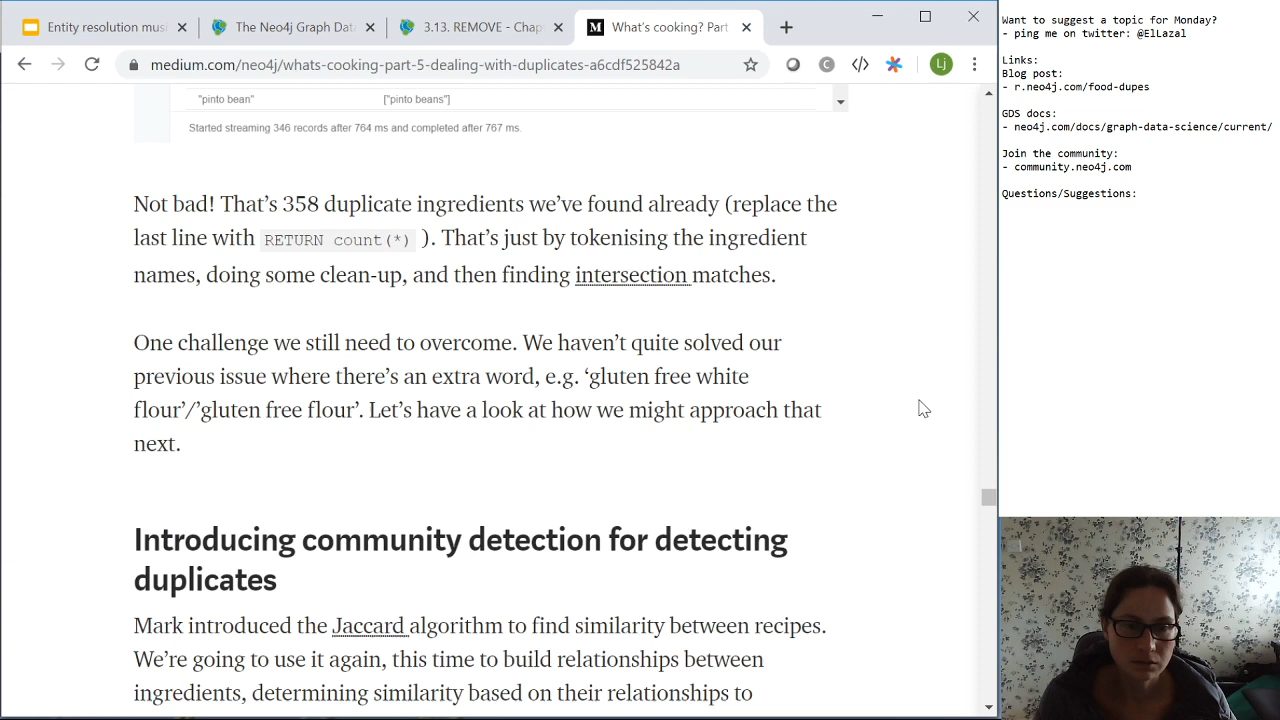 Entity resolution mus
The Neo4j Graph Dat
3.13. REMOVE - Chap
What's cooking? Part
medium.com/neo4j/whats-cooking-part-5-dealing-with-duplicates-a6cdf525842a
Lj
"pinto bean" ["pinto beans"]
Started streaming 346 records after 764 ms and completed after 767 ms.
Not bad! That's 358 duplicate ingredients we've found already (replace the
last line with RETURN count(*) ). That's just by tokenising the ingredient
names, doing some clean-up, and then finding intersection matches.
One challenge we still need to overcome. We haven't quite solved our
previous issue where there's an extra word, e.g. 'gluten free white
flour'/'gluten free flour'. Let's have a look at how we might approach that
next.
Introducing community detection for detecting
duplicates
Mark introduced the Jaccard algorithm to find similarity between recipes.
We're going to use it again, this time to build relationships between
ingredients, determining similarity based on their relationships to
Want to suggest a topic for Monday?
- ping me on twitter: @ElLazal
Links:
Blog post:
- r.neo4j.com/food-dupes
GDS docs:
- neo4j.com/docs/graph-data-science/current/
Join the community:
- community.neo4j.com
Questions/Suggestions: